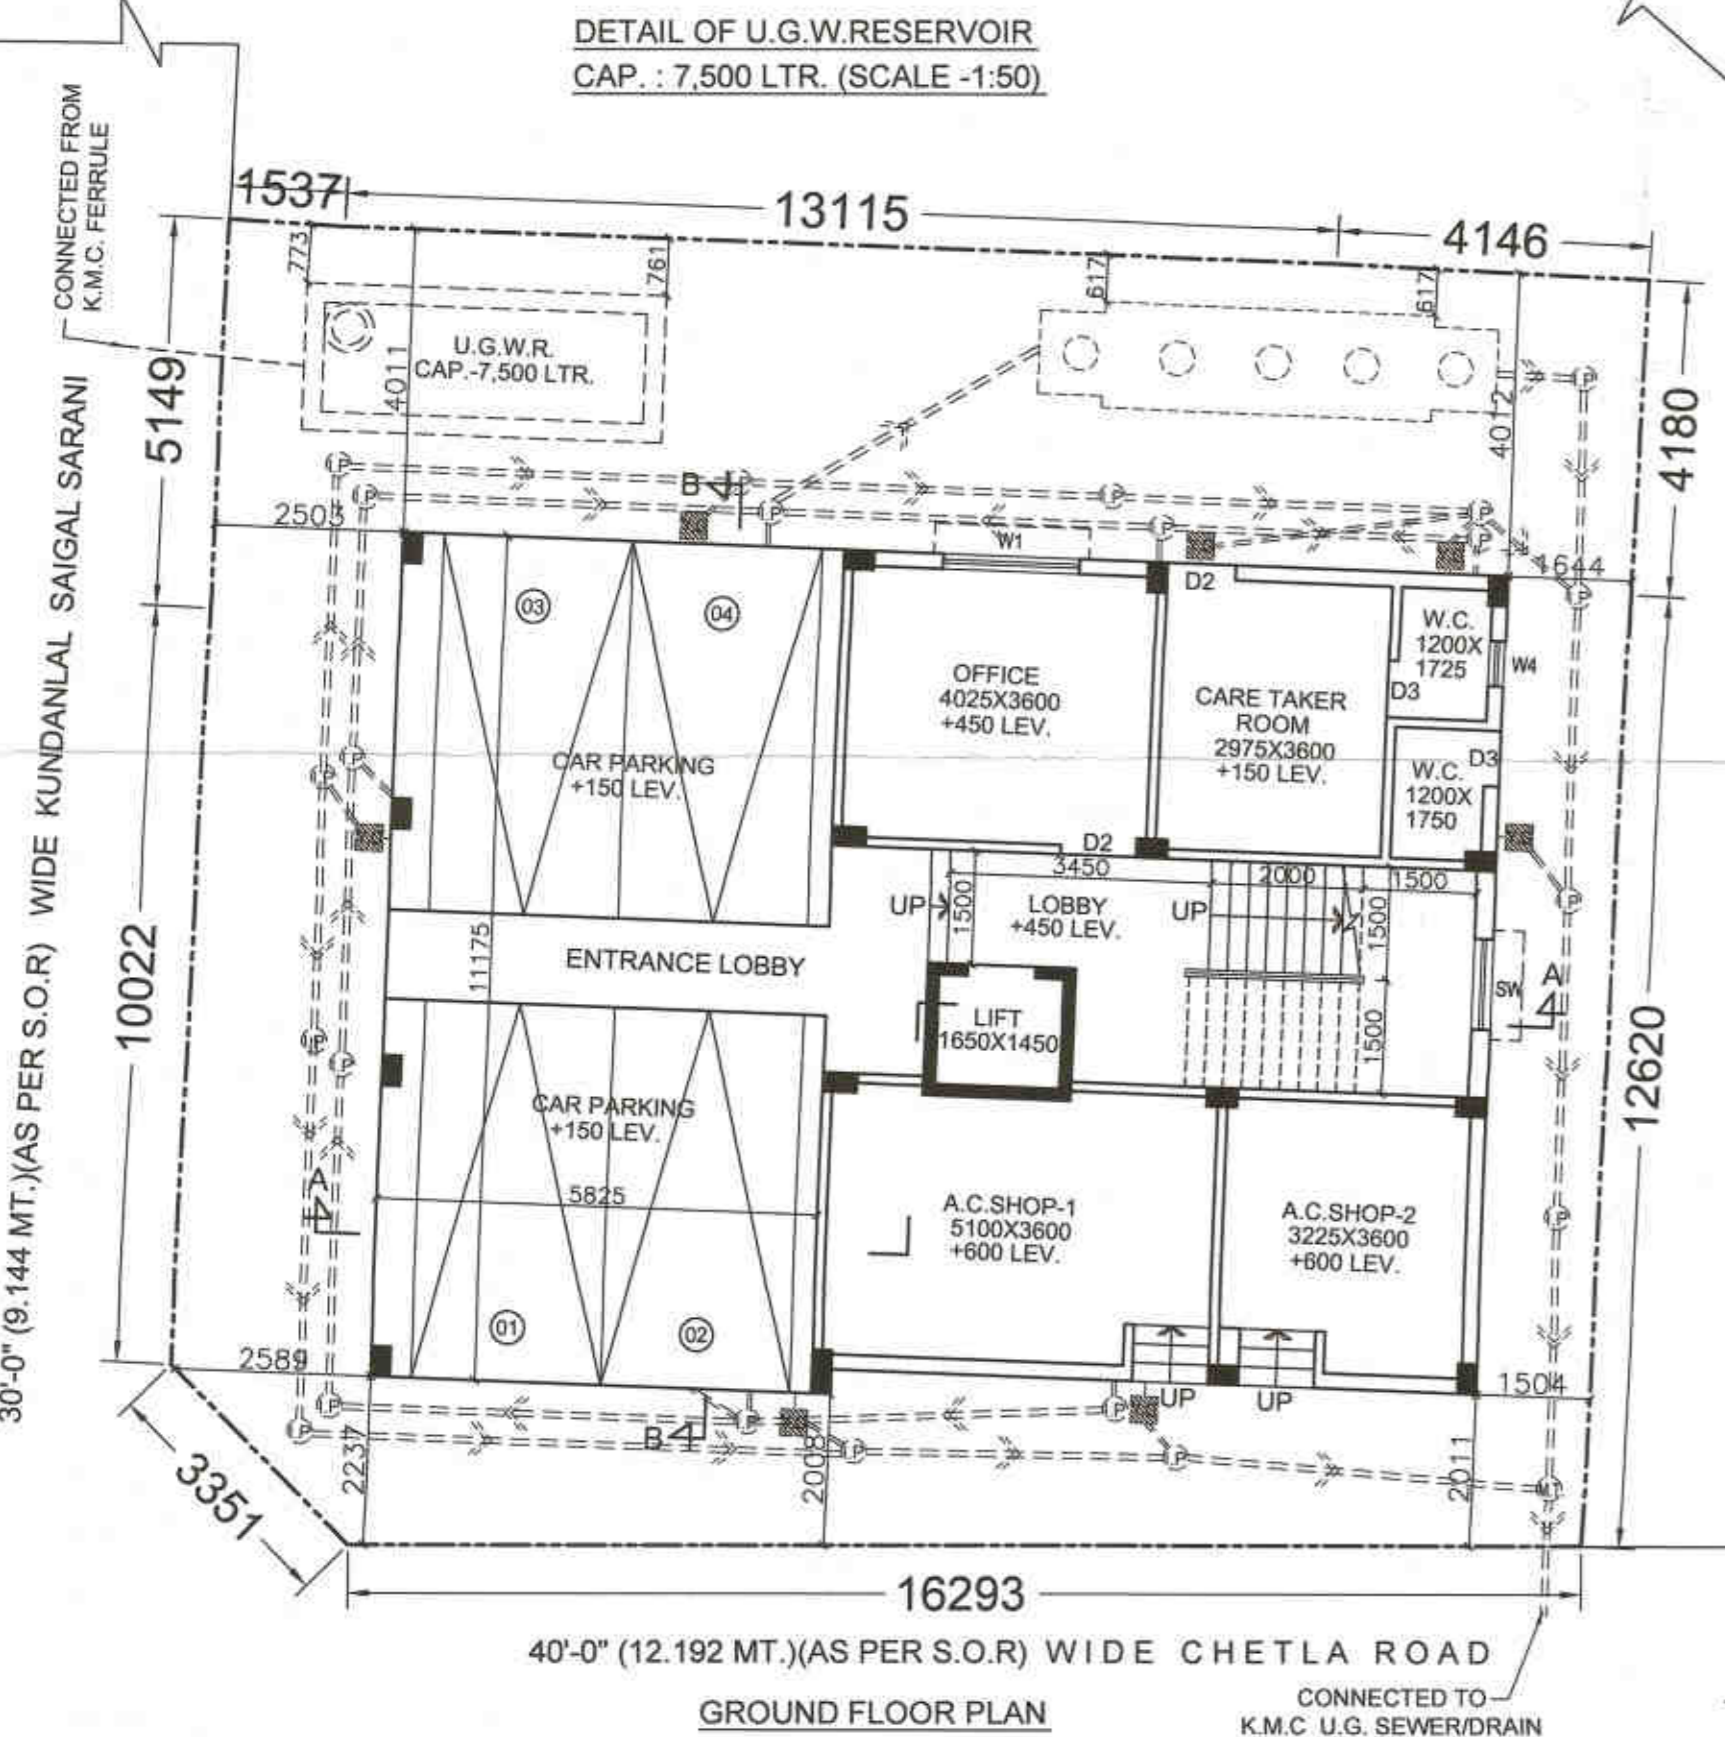 DETAIL OF U.G.W.RESERVOIR
CAP. : 7,500 LTR. (SCALE -1:50)
CONNECTED FROM
K.M.C. FERRULE
1537
13115
4146
773
761
617
617
4011
U.G.W.R.
CAP.-7,500 LTR.
4012
5149
4180
30'-0" (9.144 MT.)(AS PER S.O.R) WIDE KUNDANLAL SAIGAL SARANI
B
2503
W1
4644
D2
03
04
W.C.
1200X
1725
W4
D3
OFFICE
4025X3600
+450 LEV.
CARE TAKER
ROOM
2975X3600
+150 LEV.
CAR PARKING
+150 LEV.
D3
W.C.
1200X
1750
D2
3450
2000
1500
UP
1500
LOBBY
+450 LEV.
UP
1500
10022
11175
ENTRANCE LOBBY
SW
A
LIFT
1650X1450
1500
12620
CAR PARKING
+150 LEV.
A
5825
A.C.SHOP-1
5100X3600
+600 LEV.
A.C.SHOP-2
3225X3600
+600 LEV.
01
02
2589
UP
UP
1504
B
2237
2008
2011
3351
16293
40'-0" (12.192 MT.)(AS PER S.O.R) WIDE CHETLA ROAD
GROUND FLOOR PLAN
CONNECTED TO
K.M.C U.G. SEWER/DRAIN